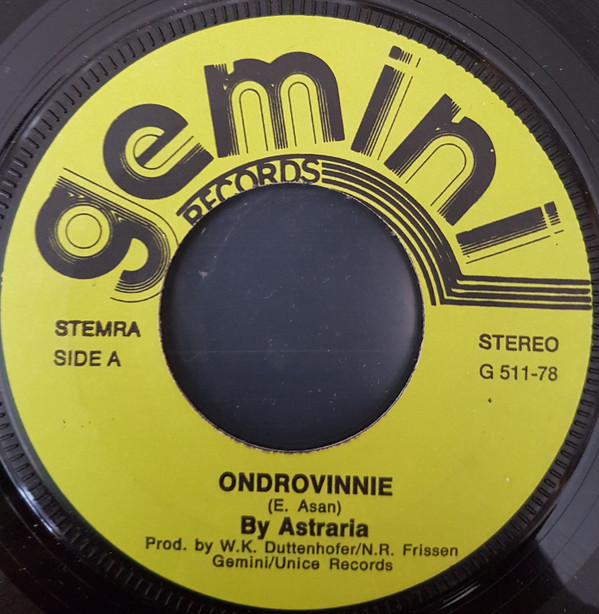 gemini
RECORDS
STEMRA
SIDE A
STEREO
G 511-78
ONDROVINNIE
(E. Asan)
By Astraria
Prod. by W.K. Duttenhofer/N.R. Frissen
Gemini/Unice Records